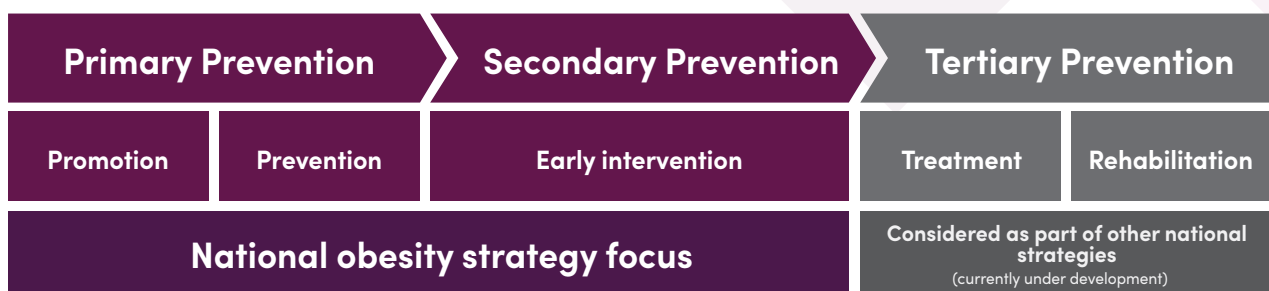 Primary Prevention
Secondary Prevention
Tertiary Prevention
Promotion
Prevention
Early intervention
Treatment
Rehabilitation
National obesity strategy focus
Considered as part of other national
strategies
(currently under development)